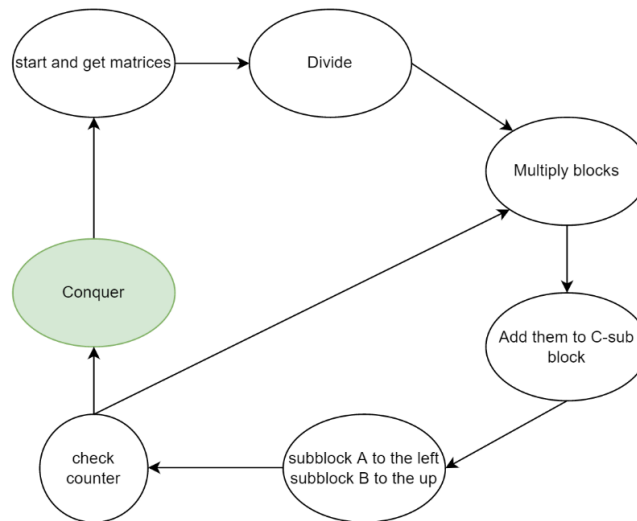 start and get matrices
Divide
Multiply blocks
Add them to C-sub
block
subblock A to the left
subblock B to the up
check
counter
Conquer